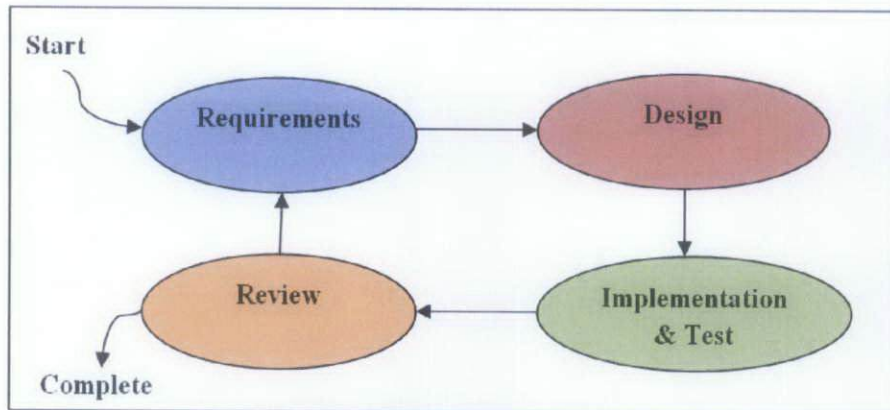 Start
Requirements
Design
Review
Implementation
& Test
Complete